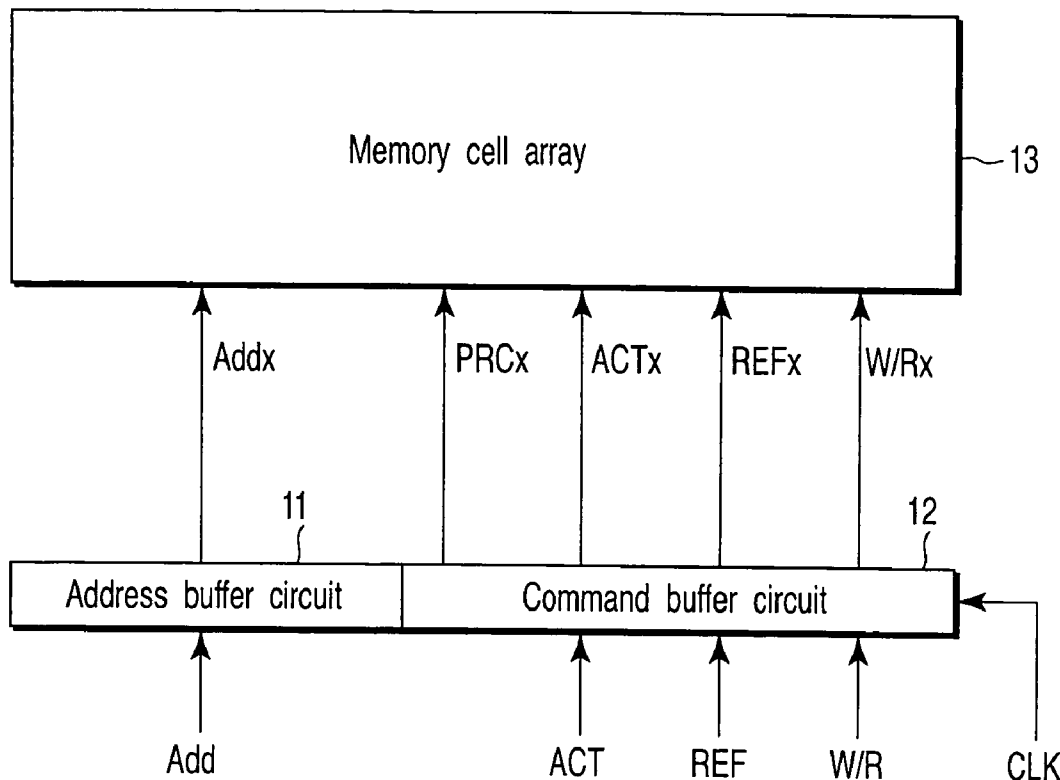 Memory cell array
13
Addx
PRCx
ACTx
REFx
W/Rx
11
12
Address buffer circuit
Command buffer circuit
Add
ACT
REF
W/R
CLK